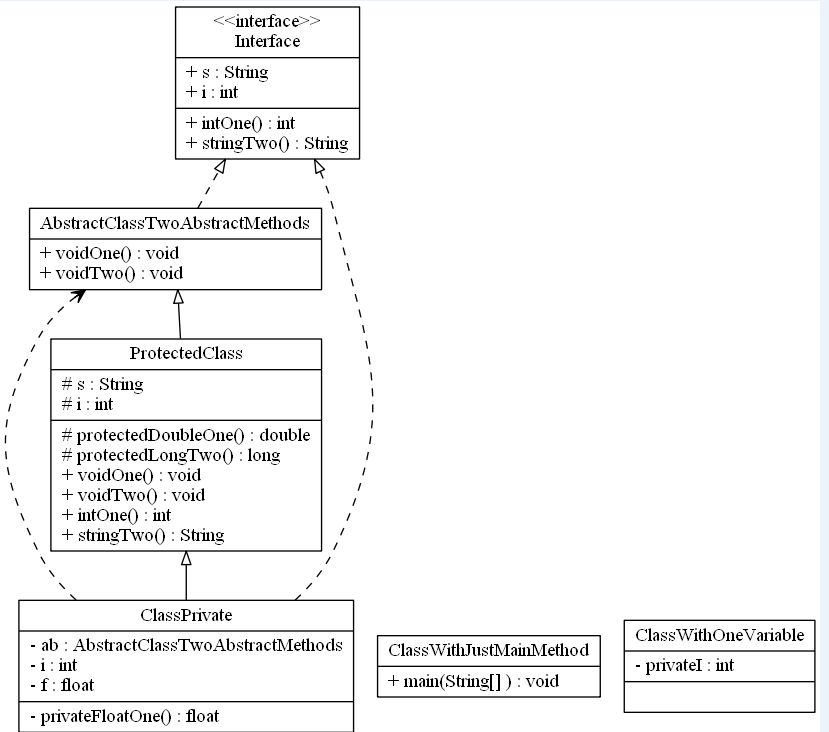 <<interface>>
Interface
+ s : String
+ i : int
+ intOne() : int
+ stringTwo() : String
AbstractClassTwoAbstractMethods
+ voidOne() : void
+ voidTwo() : void
ProtectedClass
# s : String
# i : int
# protectedDoubleOne() : double
# protectedLongTwo() : long
+ voidOne() : void
+ voidTwo() : void
+ intOne() : int
+ stringTwo() : String
ClassPrivate
- ab : AbstractClassTwoAbstractMethods
- i : int
- f : float
- privateFloatOne() : float
ClassWithJustMainMethod
+ main(String[] ) : void
ClassWithOneVariable
- privateI : int